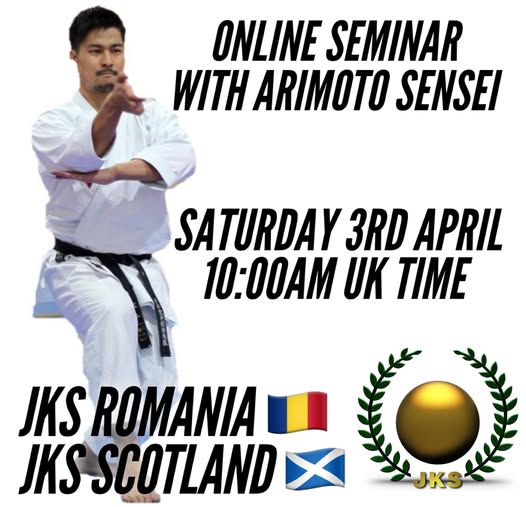 ONLINE SEMINAR
WITH ARIMOTO SENSEI
SATURDAY 3RD APRIL
10:00AM UK TIME
JKS ROMANIA
JKS SCOTLAND
JKS